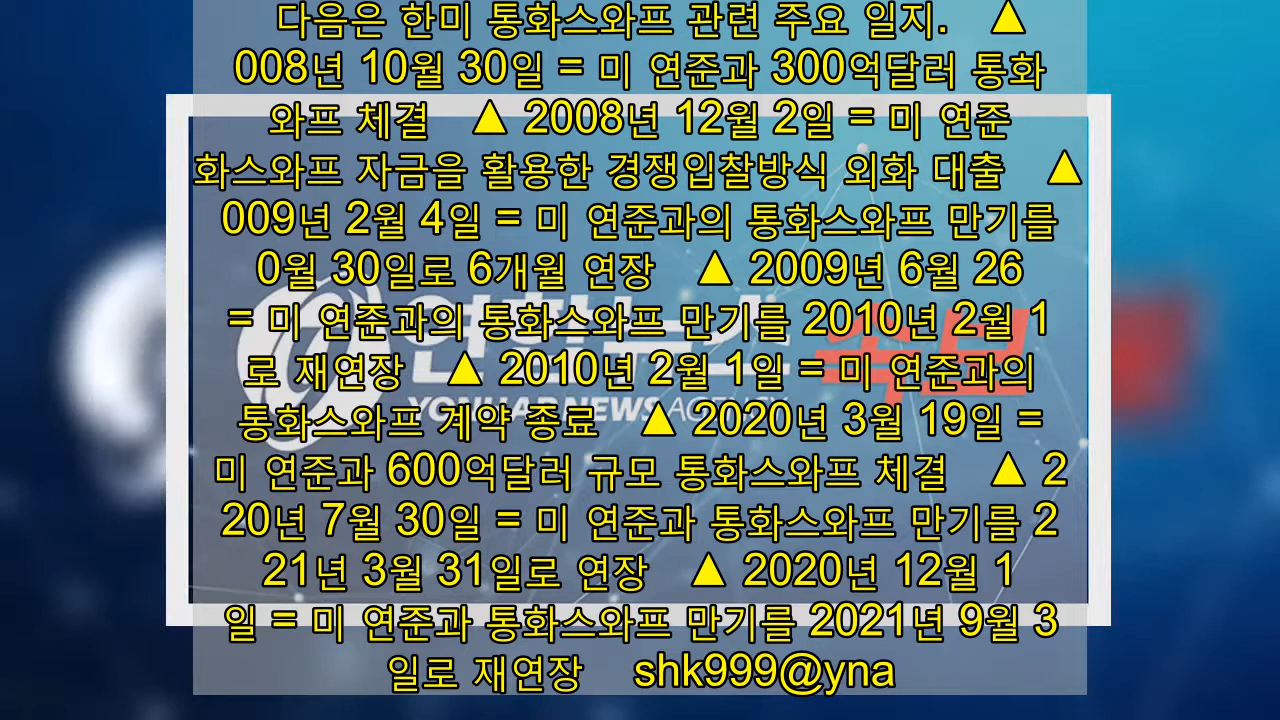 다음은 한미 통화스와프 관련 주요 일지. ▲
008년 10월 30일 = 미 연준과 300억달러 통화
와프 체결 ▲ 2008년 12월 2일 = 미 연준
화스와프 자금을 활용한 경쟁입찰방식 외화 대출 ▲
009년 2월 4일 = 미 연준과의 통화스와프 만기를
0월 30일로 6개월 연장 ▲ 2009년 6월 26
= 미 연준과의 통화스와프 만기를 2010년 2월 1
로 재연장 ▲ 2010년 2월 1일 = 미 연준과의
통화스와프 계약 종료 ▲ 2020년 3월 19일 =
미 연준과 600억달러 규모 통화스와프 체결 ▲ 2
20년 7월 30일 = 미 연준과 통화스와프 만기를 2
21년 3월 31일로 연장 ▲ 2020년 12월 1
일 = 미 연준과 통화스와프 만기를 2021년 9월 3
일로 재연장 shk999@yna
연합뉴스 속보
YONHAP NEWS AGENCY